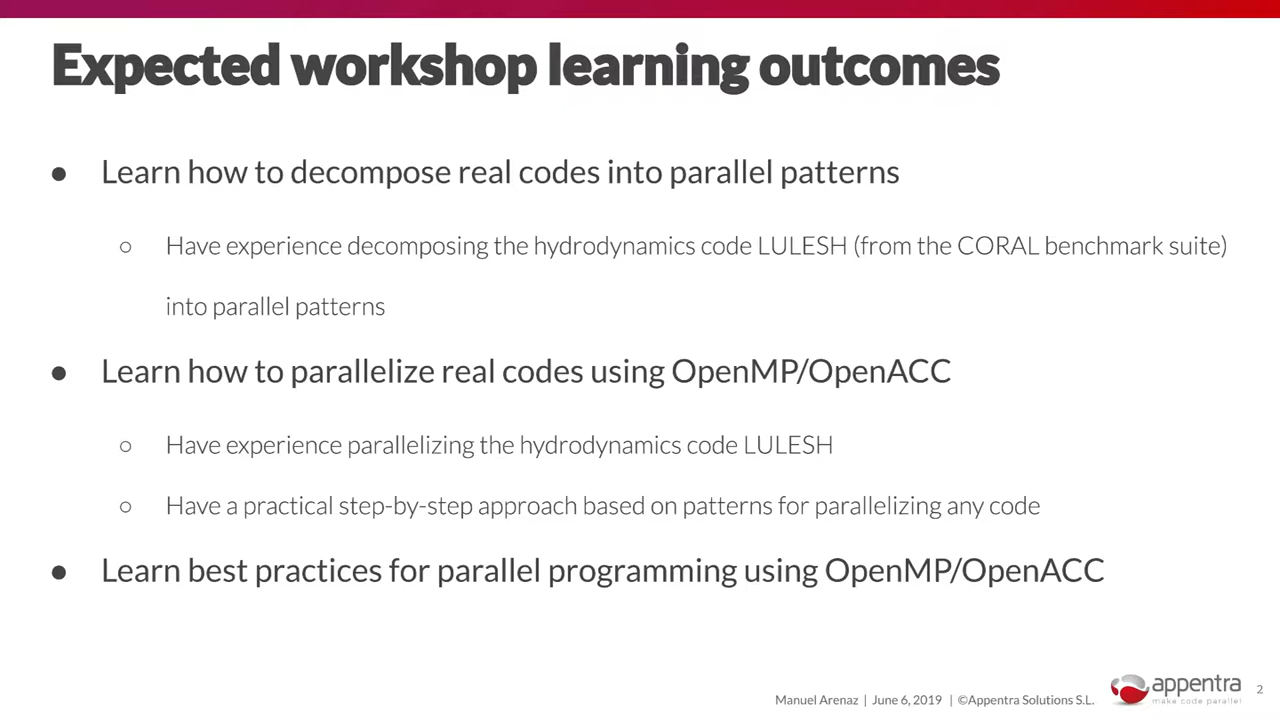 Expected workshop learning outcomes
● Learn how to decompose real codes into parallel patterns
○ Have experience decomposing the hydrodynamics code LULESH (from the CORAL benchmark suite)
into parallel patterns
● Learn how to parallelize real codes using OpenMP/OpenACC
○ Have experience parallelizing the hydrodynamics code LULESH
○ Have a practical step-by-step approach based on patterns for parallelizing any code
● Learn best practices for parallel programming using OpenMP/OpenACC
Manuel Arenaz | June 6, 2019 | ©Appentra Solutions S.L.
appentra
make code parallel
2